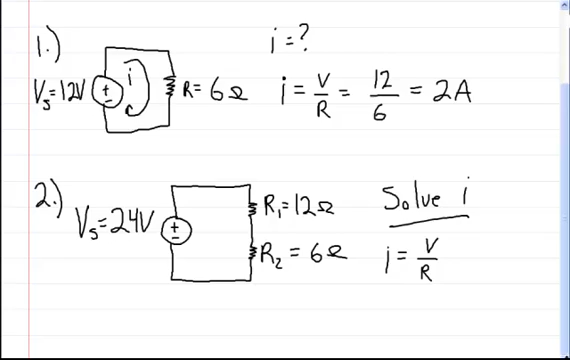 1.)
i = ?
Vs=12V
+
−
i
R= 6Ω
i = V/R = 12/6 = 2A
2.)
Vs=24V
+
−
R1=12Ω
R2 = 6Ω
Solve i
i = V/R